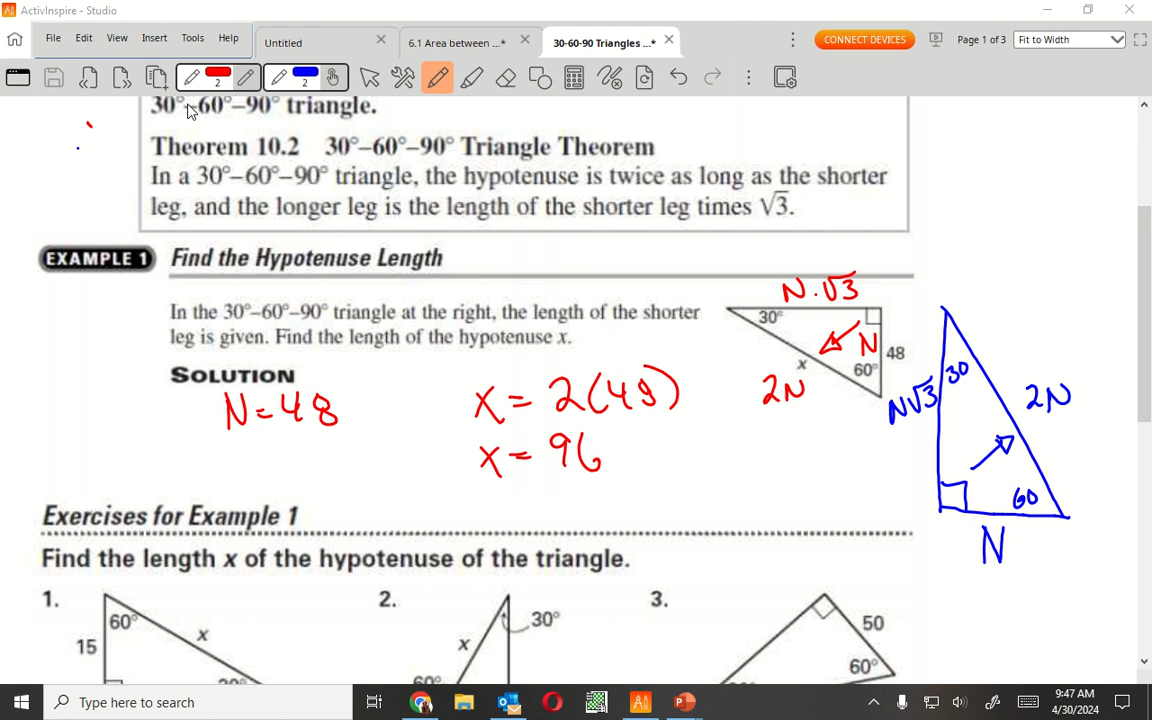 ActivInspire - Studio
File Edit View Insert Tools Help
Untitled
6.1 Area between ...*
30-60-90 Triangles ...*
CONNECT DEVICES
Page 1 of 3
Fit to Width
2
2
30°–60°–90° triangle.
Theorem 10.2 30°–60°–90° Triangle Theorem
In a 30°–60°–90° triangle, the hypotenuse is twice as long as the shorter
leg, and the longer leg is the length of the shorter leg times √3.
EXAMPLE 1 Find the Hypotenuse Length
In the 30°–60°–90° triangle at the right, the length of the shorter
leg is given. Find the length of the hypotenuse x.
N·√3
30°
N
48
x
60°
2N
SOLUTION
N=48
x = 2(48)
x = 96
30
N√3
2N
60
N
Exercises for Example 1
Find the length x of the hypotenuse of the triangle.
1.
60°
15
x
2.
30°
x
3.
50
60°
Type here to search
9:47 AM
4/30/2024